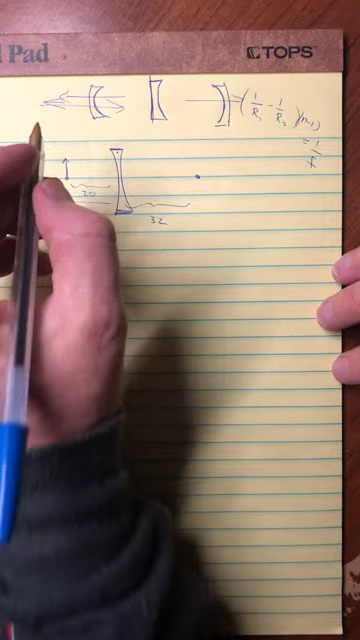 Pad
TOPS
(1/R₁ - 1/R₂)(n-1)
= 1/f
20
32